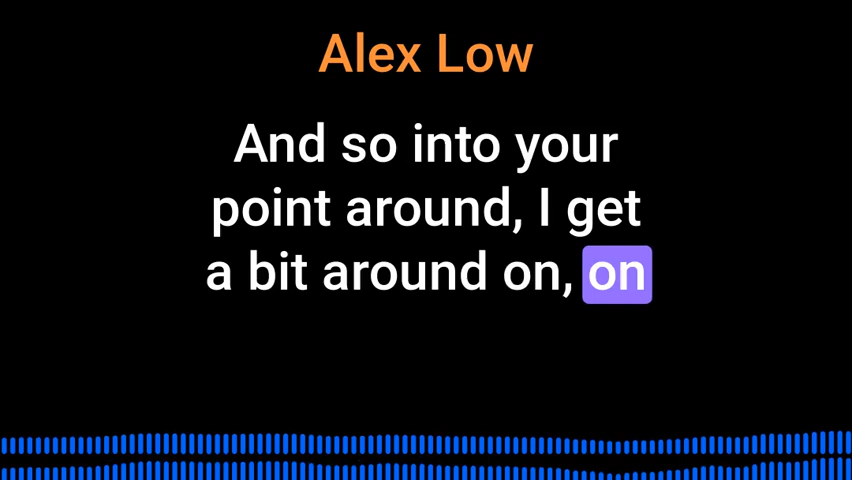 Alex Low
And so into your
point around, I get
a bit around on, on